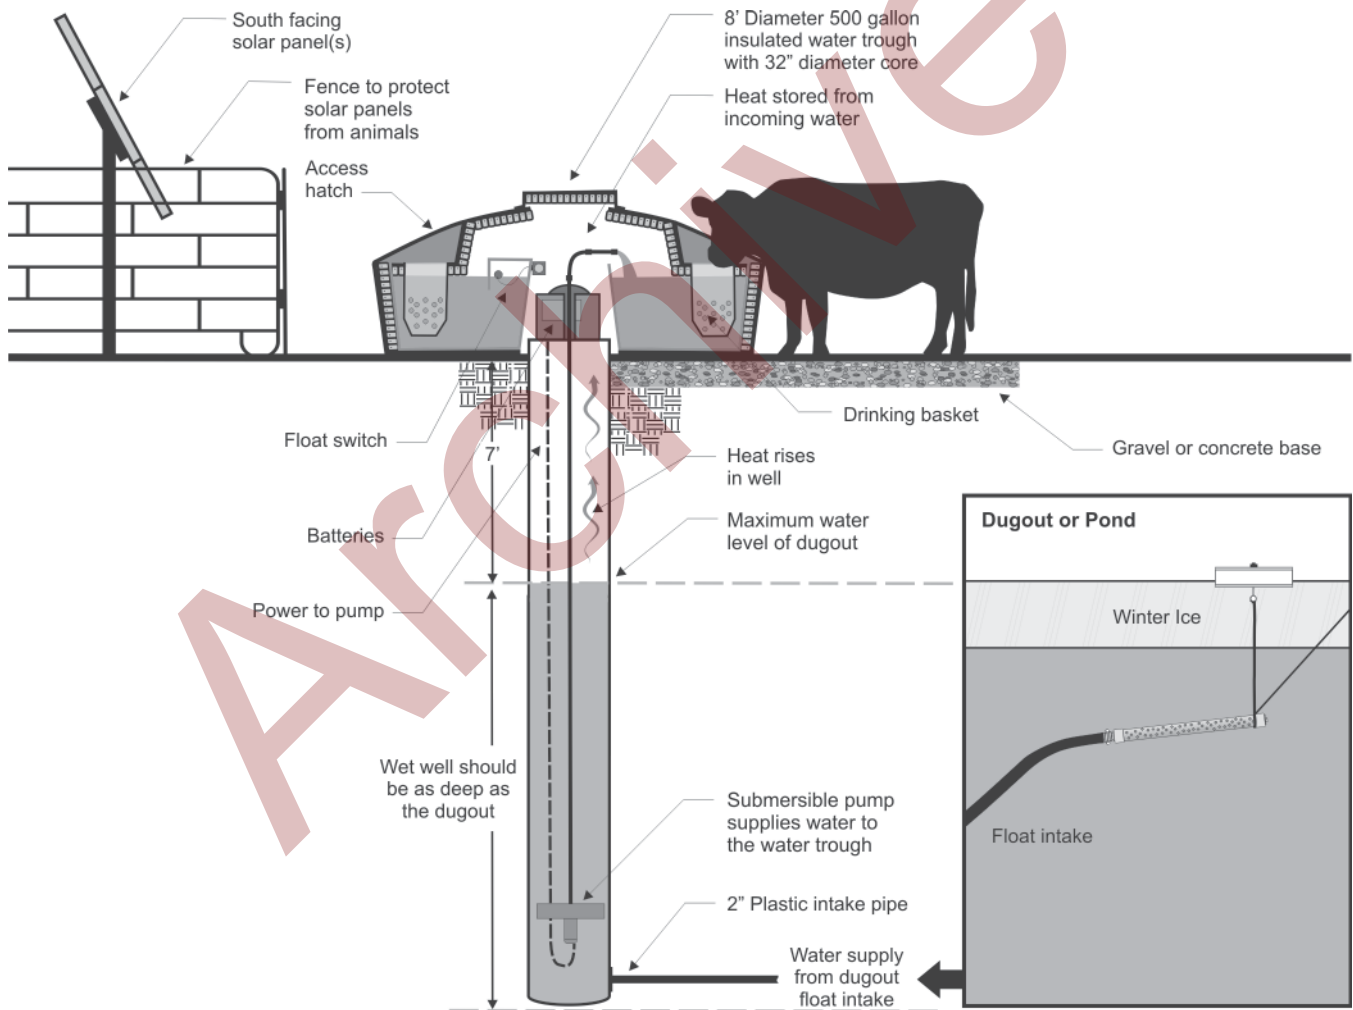 South facing
solar panel(s)
Fence to protect
solar panels
from animals
Access
hatch
8’ Diameter 500 gallon
insulated water trough
with 32” diameter core
Heat stored from
incoming water
Drinking basket
Gravel or concrete base
Float switch
7’
Heat rises
in well
Batteries
Maximum water
level of dugout
Power to pump
Dugout or Pond
Winter Ice
Float intake
Wet well should
be as deep as
the dugout
Submersible pump
supplies water to
the water trough
2” Plastic intake pipe
Water supply
from dugout
float intake
Archive